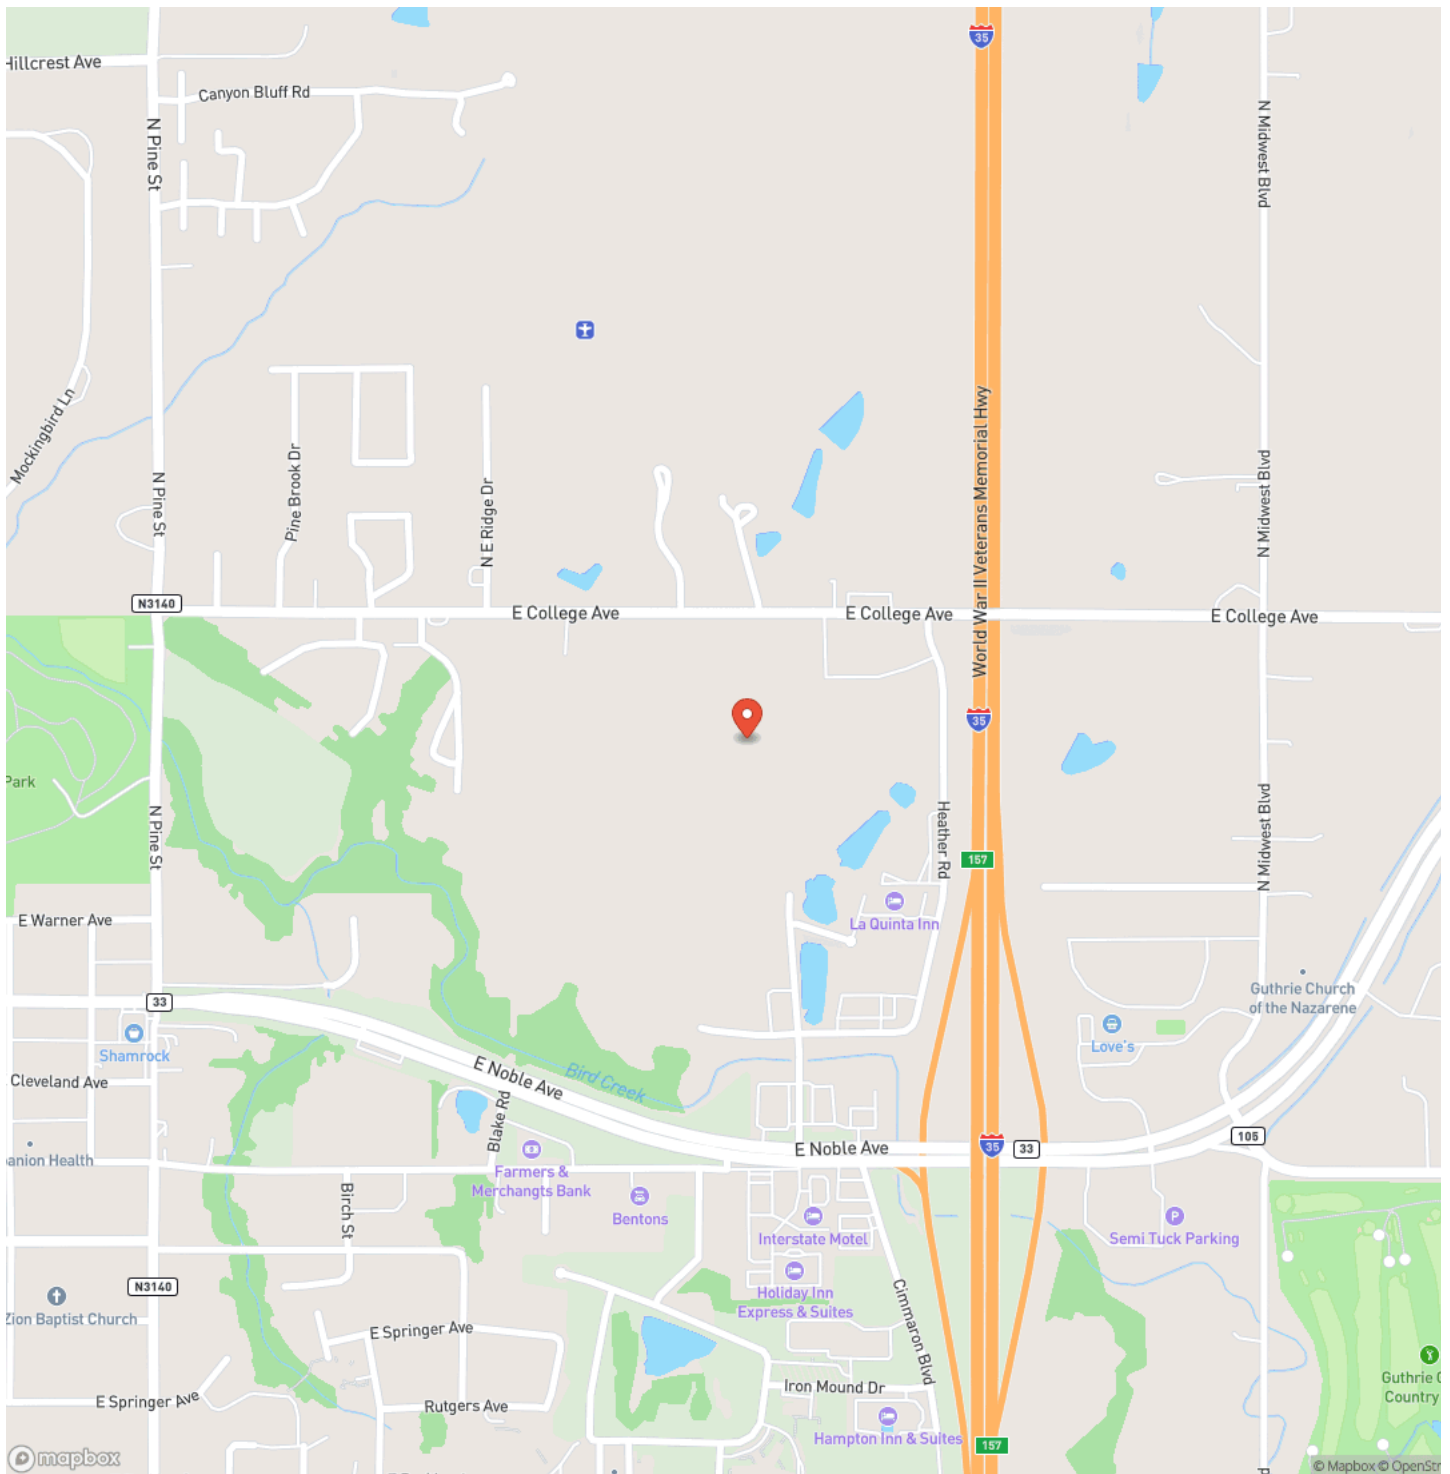 35
Hillcrest Ave
Canyon Bluff Rd
N Pine St
N Midwest Blvd
Mockingbird Ln
World War II Veterans Memorial Hwy
Pine Brook Dr
N E Ridge Dr
N Pine St
N Midwest Blvd
N3140
E College Ave
E College Ave
E College Ave
35
Park
N Pine St
Heather Rd
N Midwest Blvd
157
E Warner Ave
La Quinta Inn
33
Guthrie Church
of the Nazarene
Shamrock
Love's
Cleveland Ave
E Noble Ave
Bird Creek
Blake Rd
105
E Noble Ave
35
33
anion Health
Farmers &
Merchangts Bank
Birch St
Bentons
Interstate Motel
Semi Tuck Parking
N3140
Holiday Inn
Express & Suites
Zion Baptist Church
Cimmaron Blvd
E Springer Ave
Guthrie
Country
E Springer Ave
Rutgers Ave
Iron Mound Dr
Hampton Inn & Suites
157
mapbox
© Mapbox © OpenStr